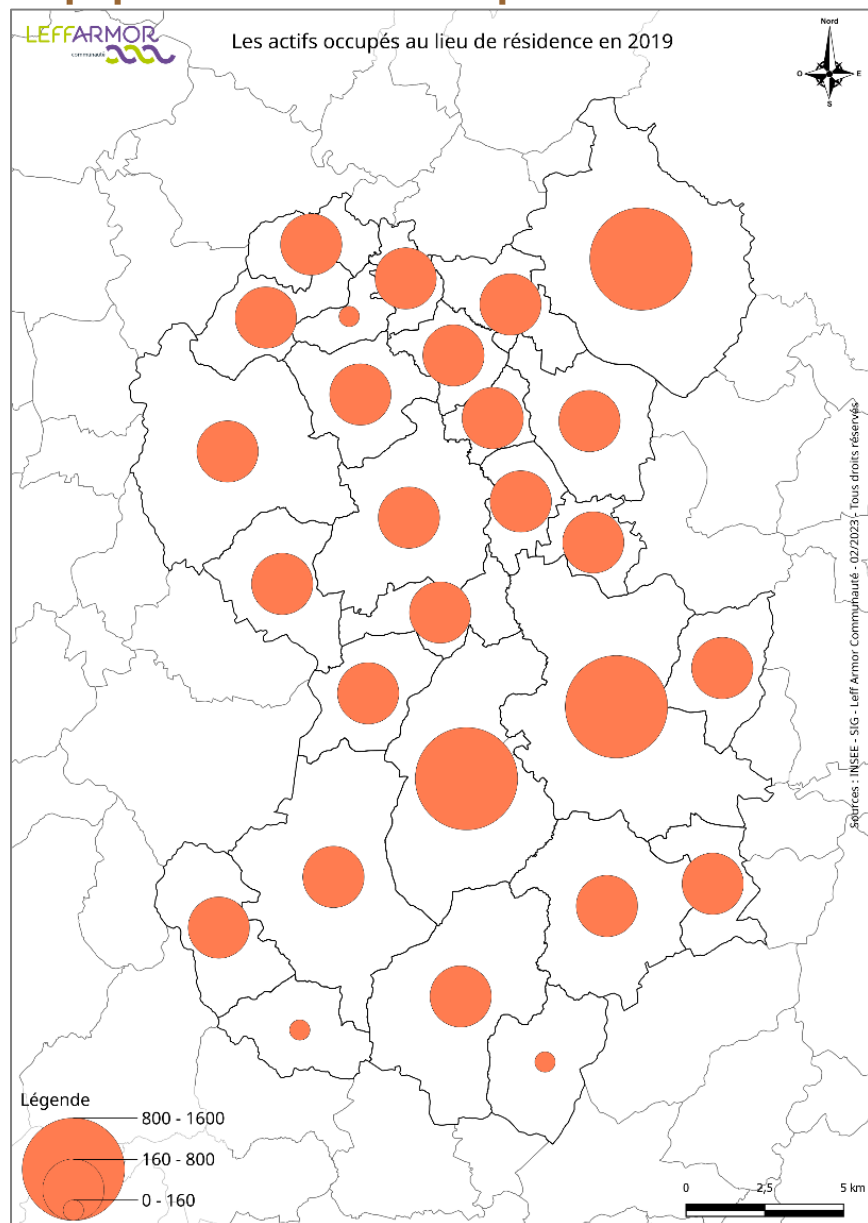 LEFFARMOR
communauté
Les actifs occupés au lieu de résidence en 2019
Nord
O
E
S
Sources : INSEE - SIG - Leff Armor Communauté - 02/2023 - Tous droits réservés
Légende
800 - 1600
160 - 800
0 - 160
0
2,5
5 km